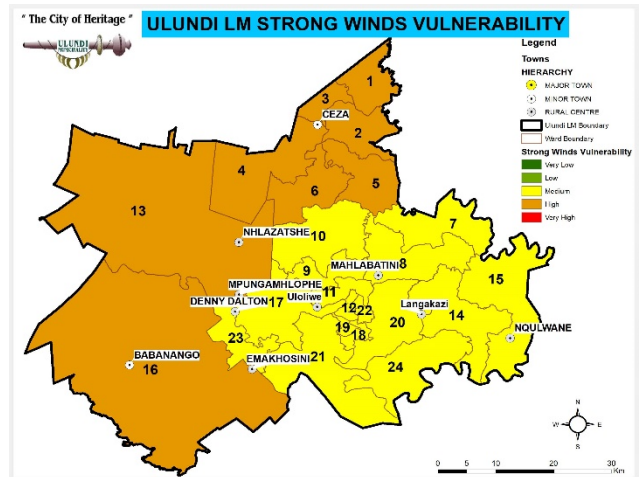 " The City of Heritage"
ULUNDI LM STRONG WINDS VULNERABILITY
ULUNDI
MUNICIPALITY
Legend
Towns
HIERARCHY
MAJOR TOWN
MINOR TOWN
RURAL CENTRE
Ulundi LM Boundary
Ward Boundary
Strong Winds Vulnerability
Very Low
Low
Medium
High
Very High
1
3
CEZA
2
4
6
5
13
7
10
NHLAZATSHE
MAHLABATINI
8
9
15
MPUNGAMHLOPHE
11
DENNY DALTON
17
Uloliwe
12
22
Langakazi
14
20
19
18
23
NQULWANE
21
BABANANGO
16
EMAKHOSINI
24
N
W
E
S
0
5
10
20
30
Km